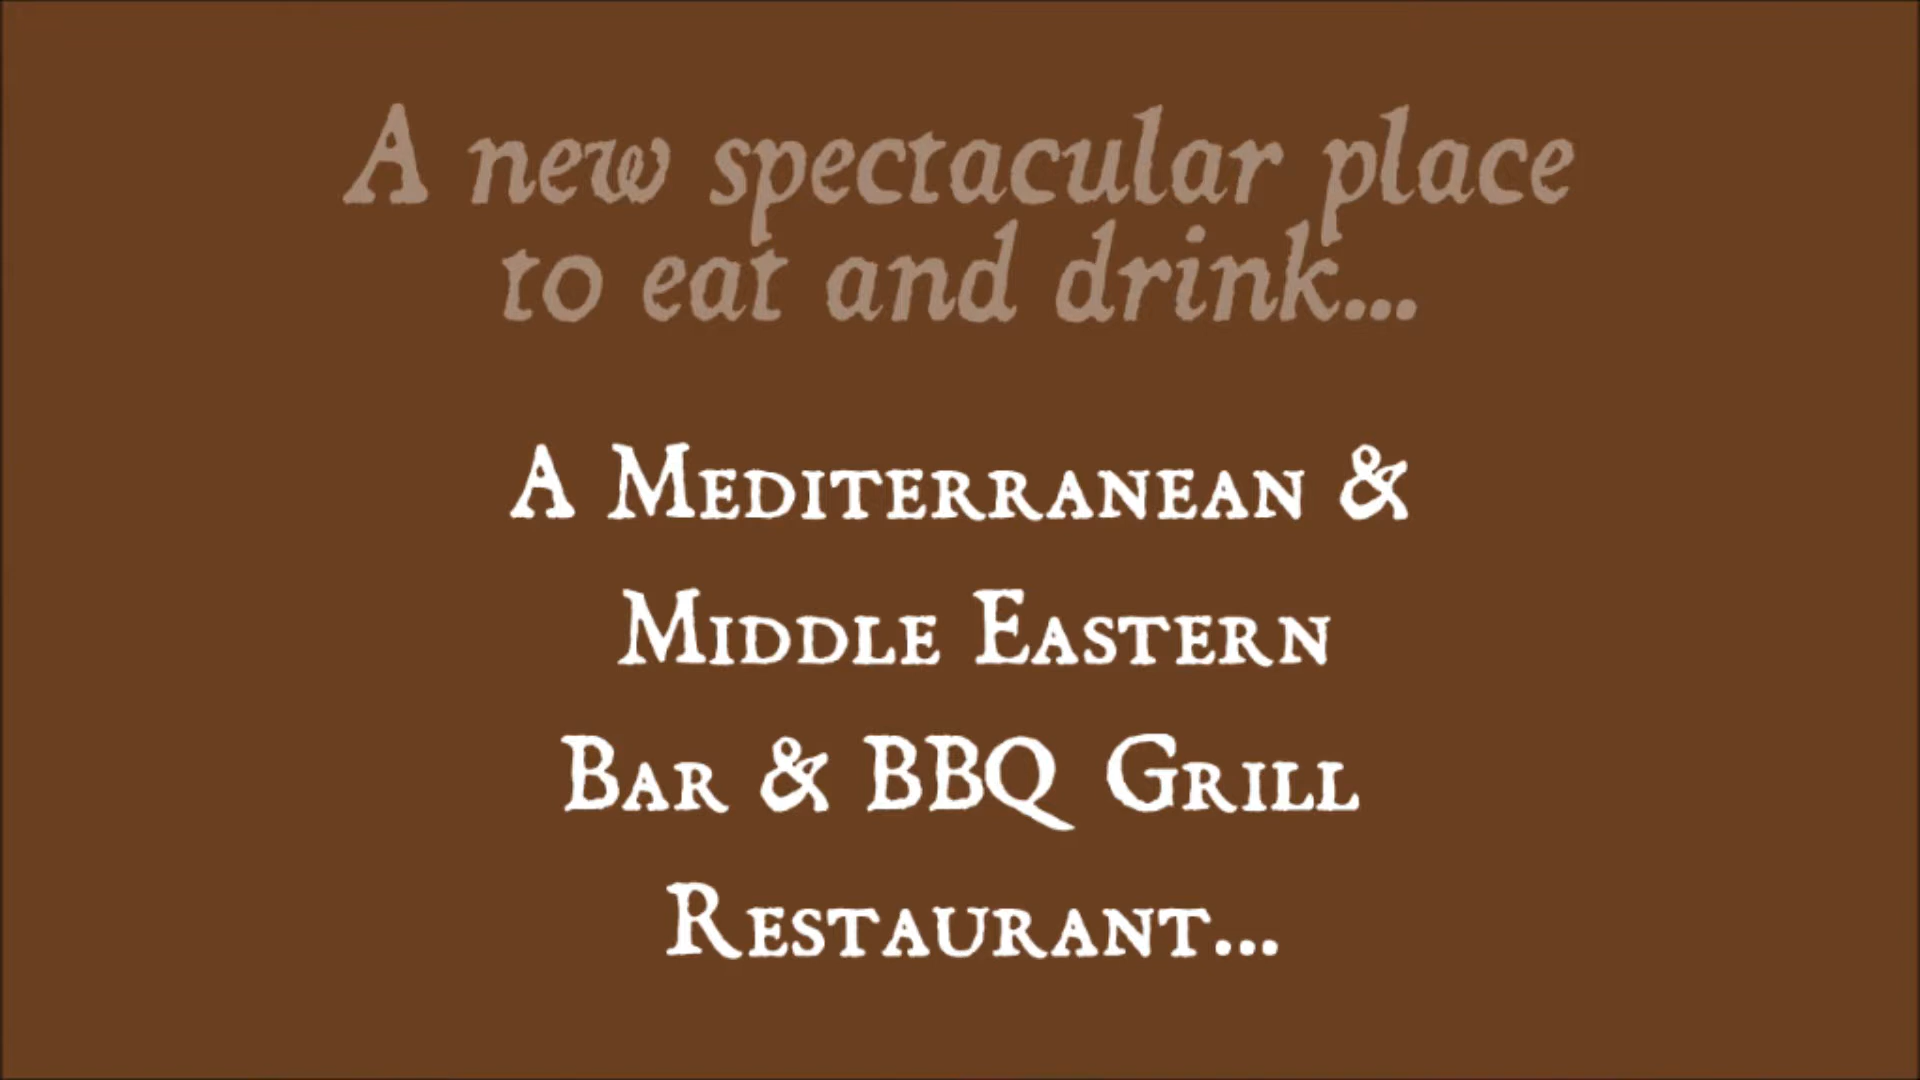 A new spectacular place
to eat and drink...
A Mediterranean &
Middle Eastern
Bar & BBQ Grill
Restaurant...